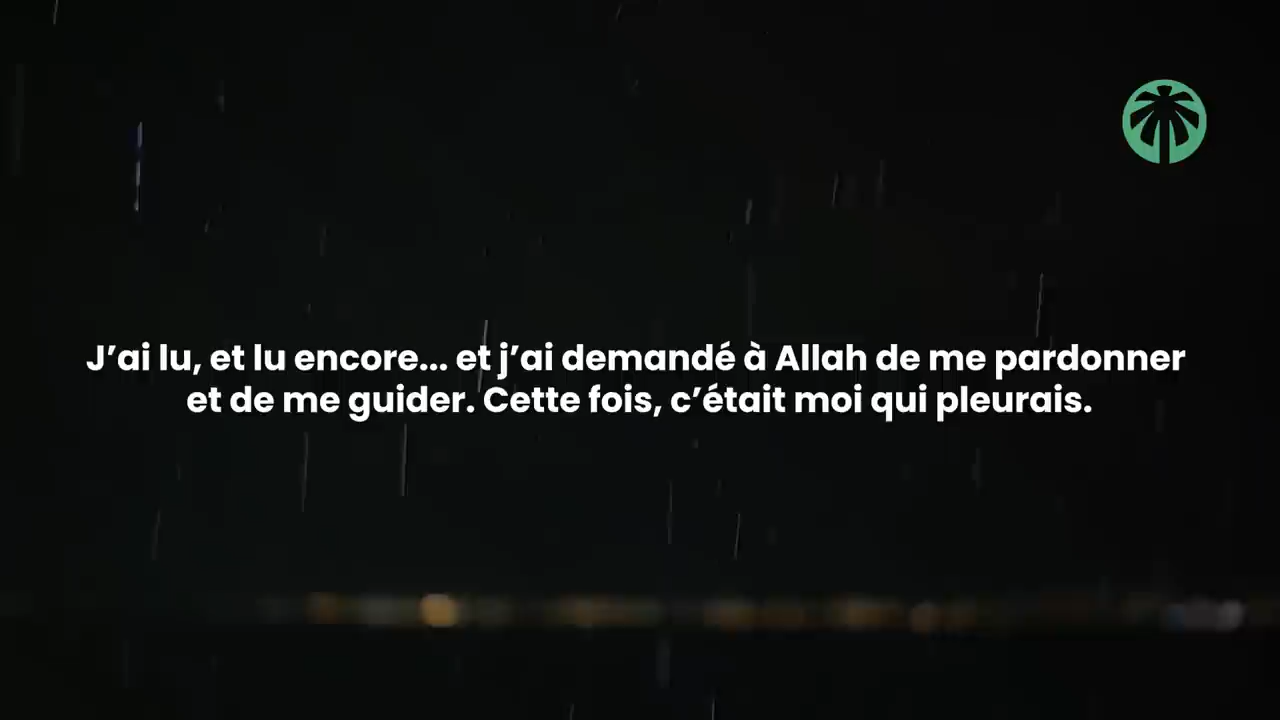 J’ai lu, et lu encore... et j’ai demandé à Allah de me pardonner
et de me guider. Cette fois, c’était moi qui pleurais.